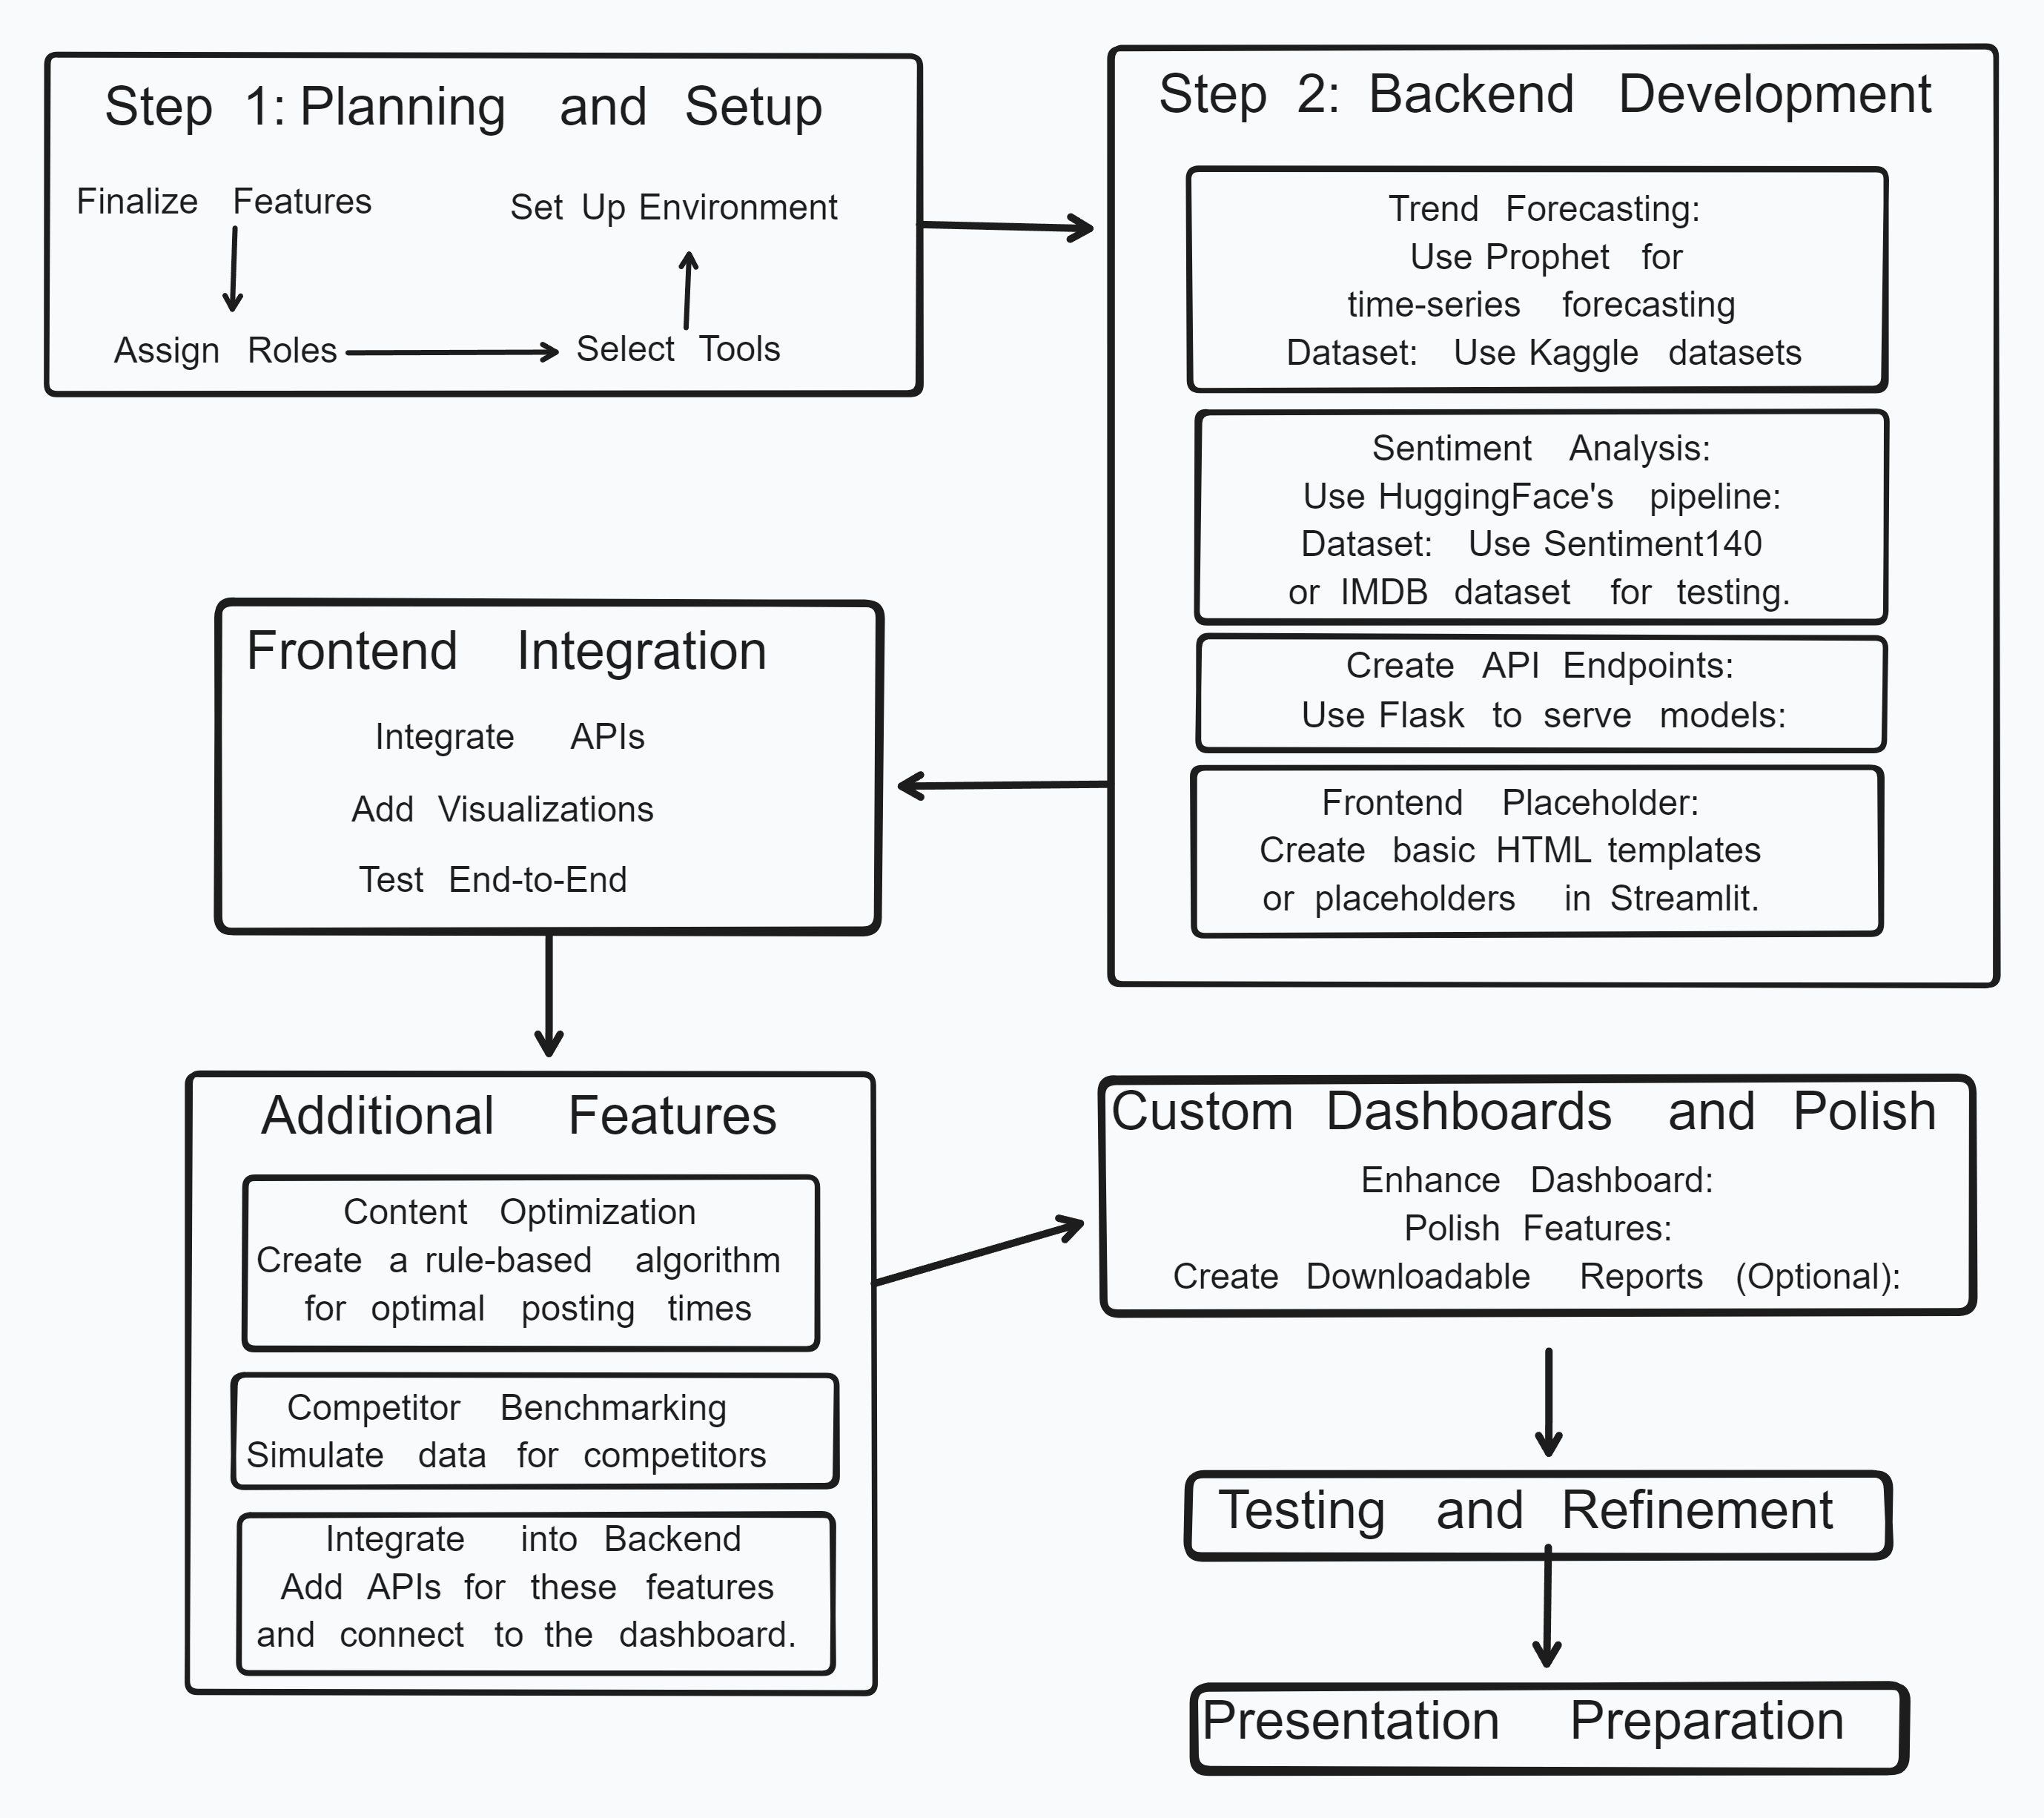 Step 1: Planning and Setup
Finalize Features
Set Up Environment
Assign Roles
Select Tools
Step 2: Backend Development
Trend Forecasting:
Use Prophet for
time-series forecasting
Dataset: Use Kaggle datasets
Sentiment Analysis:
Use HuggingFace's pipeline:
Dataset: Use Sentiment140
or IMDB dataset for testing.
Create API Endpoints:
Use Flask to serve models:
Frontend Placeholder:
Create basic HTML templates
or placeholders in Streamlit.
Frontend Integration
Integrate APIs
Add Visualizations
Test End-to-End
Additional Features
Content Optimization
Create a rule-based algorithm
for optimal posting times
Competitor Benchmarking
Simulate data for competitors
Integrate into Backend
Add APIs for these features
and connect to the dashboard.
Custom Dashboards and Polish
Enhance Dashboard:
Polish Features:
Create Downloadable Reports (Optional):
Testing and Refinement
Presentation Preparation